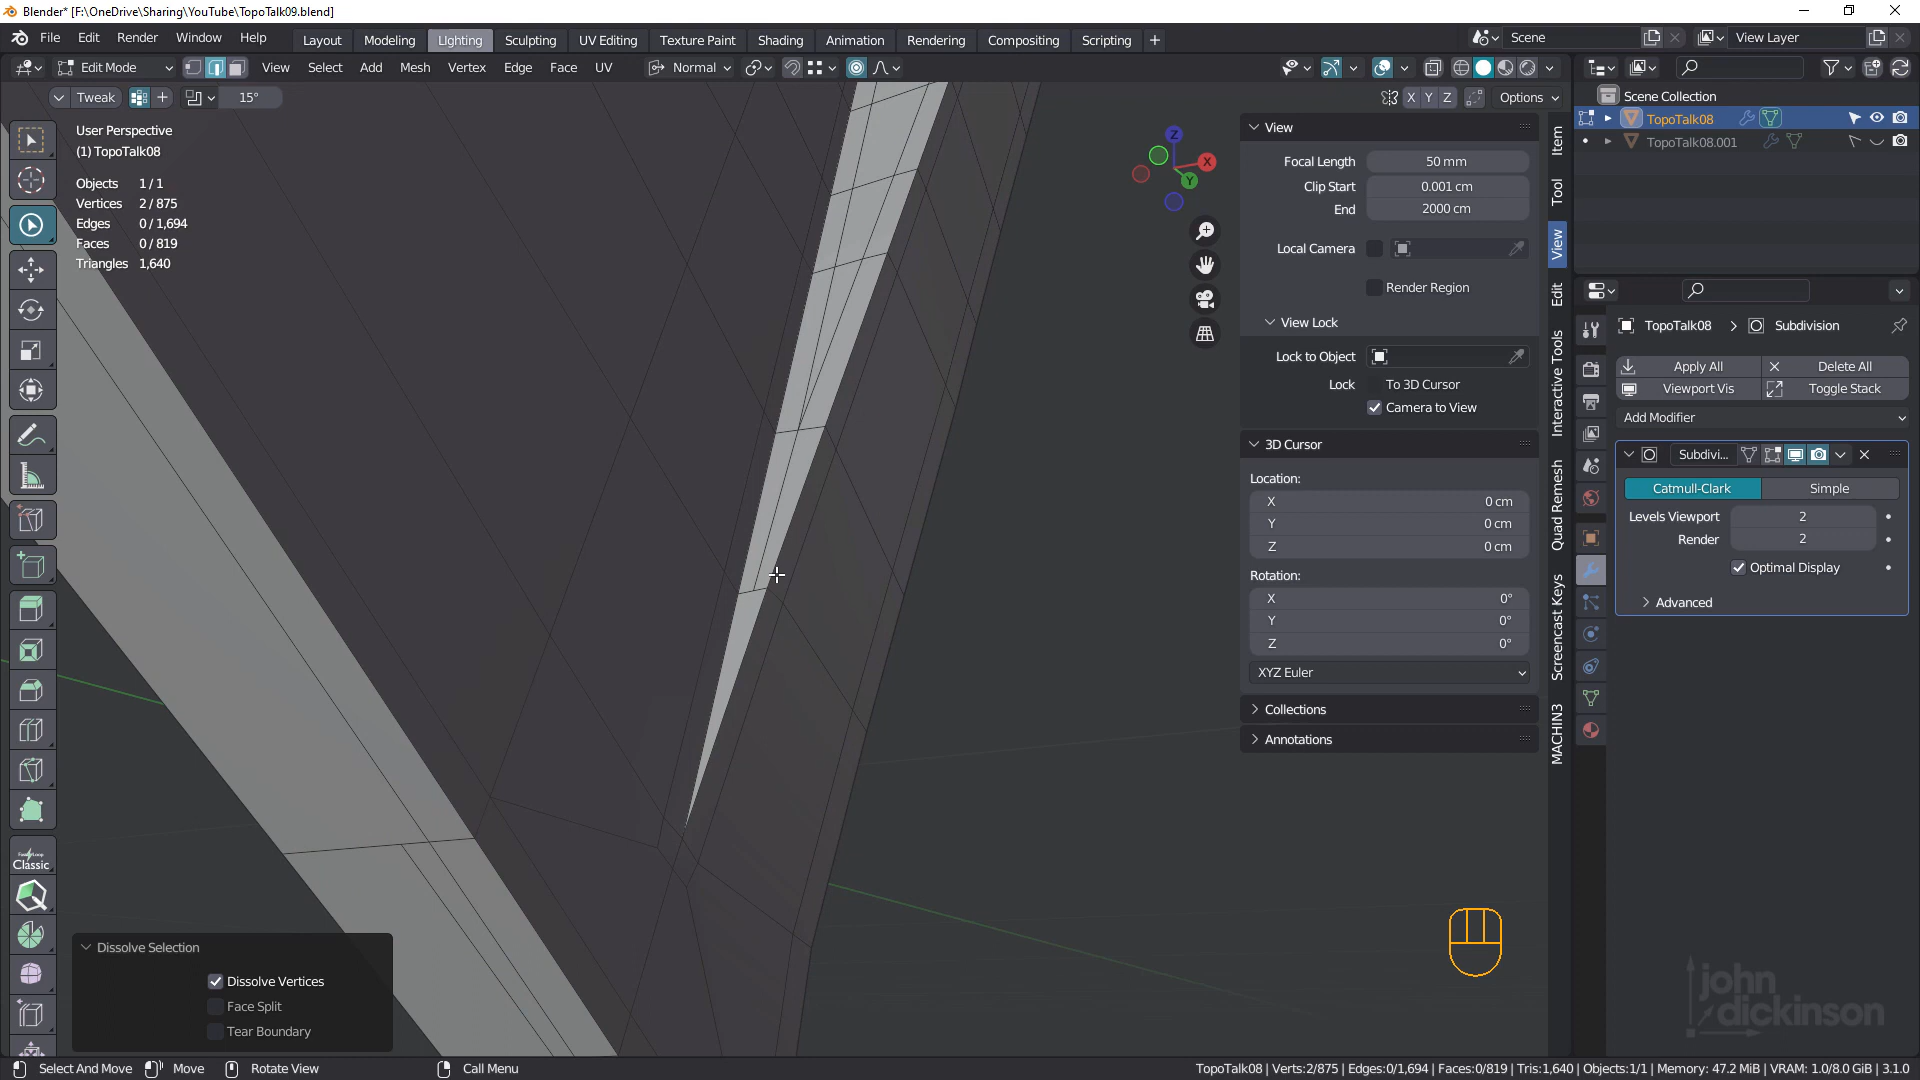 Blender* [F:\OneDrive\Sharing\YouTube\TopoTalk09.blend]
File Edit Render Window Help Layout Modeling Lighting Sculpting UV Editing Texture Paint Shading Animation Rendering Compositing Scripting + Scene View Layer
Edit Mode View Select Add Mesh Vertex Edge Face UV Normal
Tweak 15° X Y Z Options
User Perspective
(1) TopoTalk08
Objects 1 / 1
Vertices 2 / 875
Edges 0 / 1,694
Faces 0 / 819
Triangles 1,640
Z
X
Y
Classic
Dissolve Selection
Dissolve Vertices
Face Split
Tear Boundary
View
Focal Length 50 mm
Clip Start 0.001 cm
End 2000 cm
Local Camera
Render Region
View Lock
Lock to Object
Lock To 3D Cursor
Camera to View
3D Cursor
Location:
X 0 cm
Y 0 cm
Z 0 cm
Rotation:
X 0°
Y 0°
Z 0°
XYZ Euler
Collections
Annotations
Item
Tool
View
Edit
Interactive Tools
Quad Remesh
Screencast Keys
MACHIN3
Scene Collection
TopoTalk08
TopoTalk08.001
TopoTalk08 Subdivision
Apply All Delete All
Viewport Vis Toggle Stack
Add Modifier
Subdivi...
Catmull-Clark Simple
Levels Viewport 2
Render 2
Optimal Display
Advanced
john
dickinson
Select And Move Move Rotate View Call Menu TopoTalk08 | Verts:2/875 | Edges:0/1,694 | Faces:0/819 | Tris:1,640 | Objects:1/1 | Memory: 47.2 MiB | VRAM: 1.0/8.0 GiB | 3.1.0